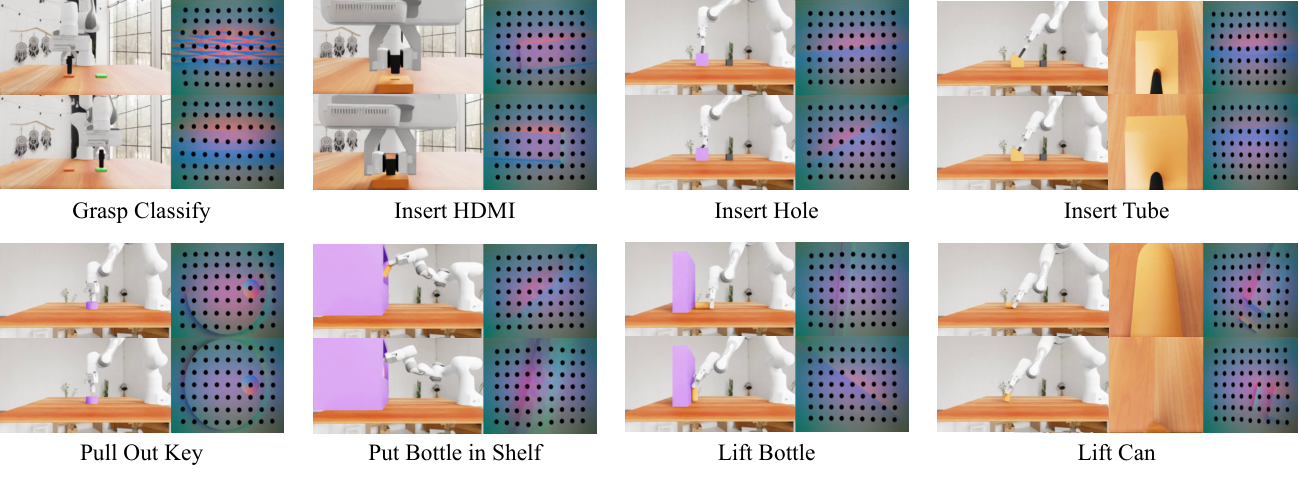 Grasp Classify
Insert HDMI
Insert Hole
Insert Tube
Pull Out Key
Put Bottle in Shelf
Lift Bottle
Lift Can